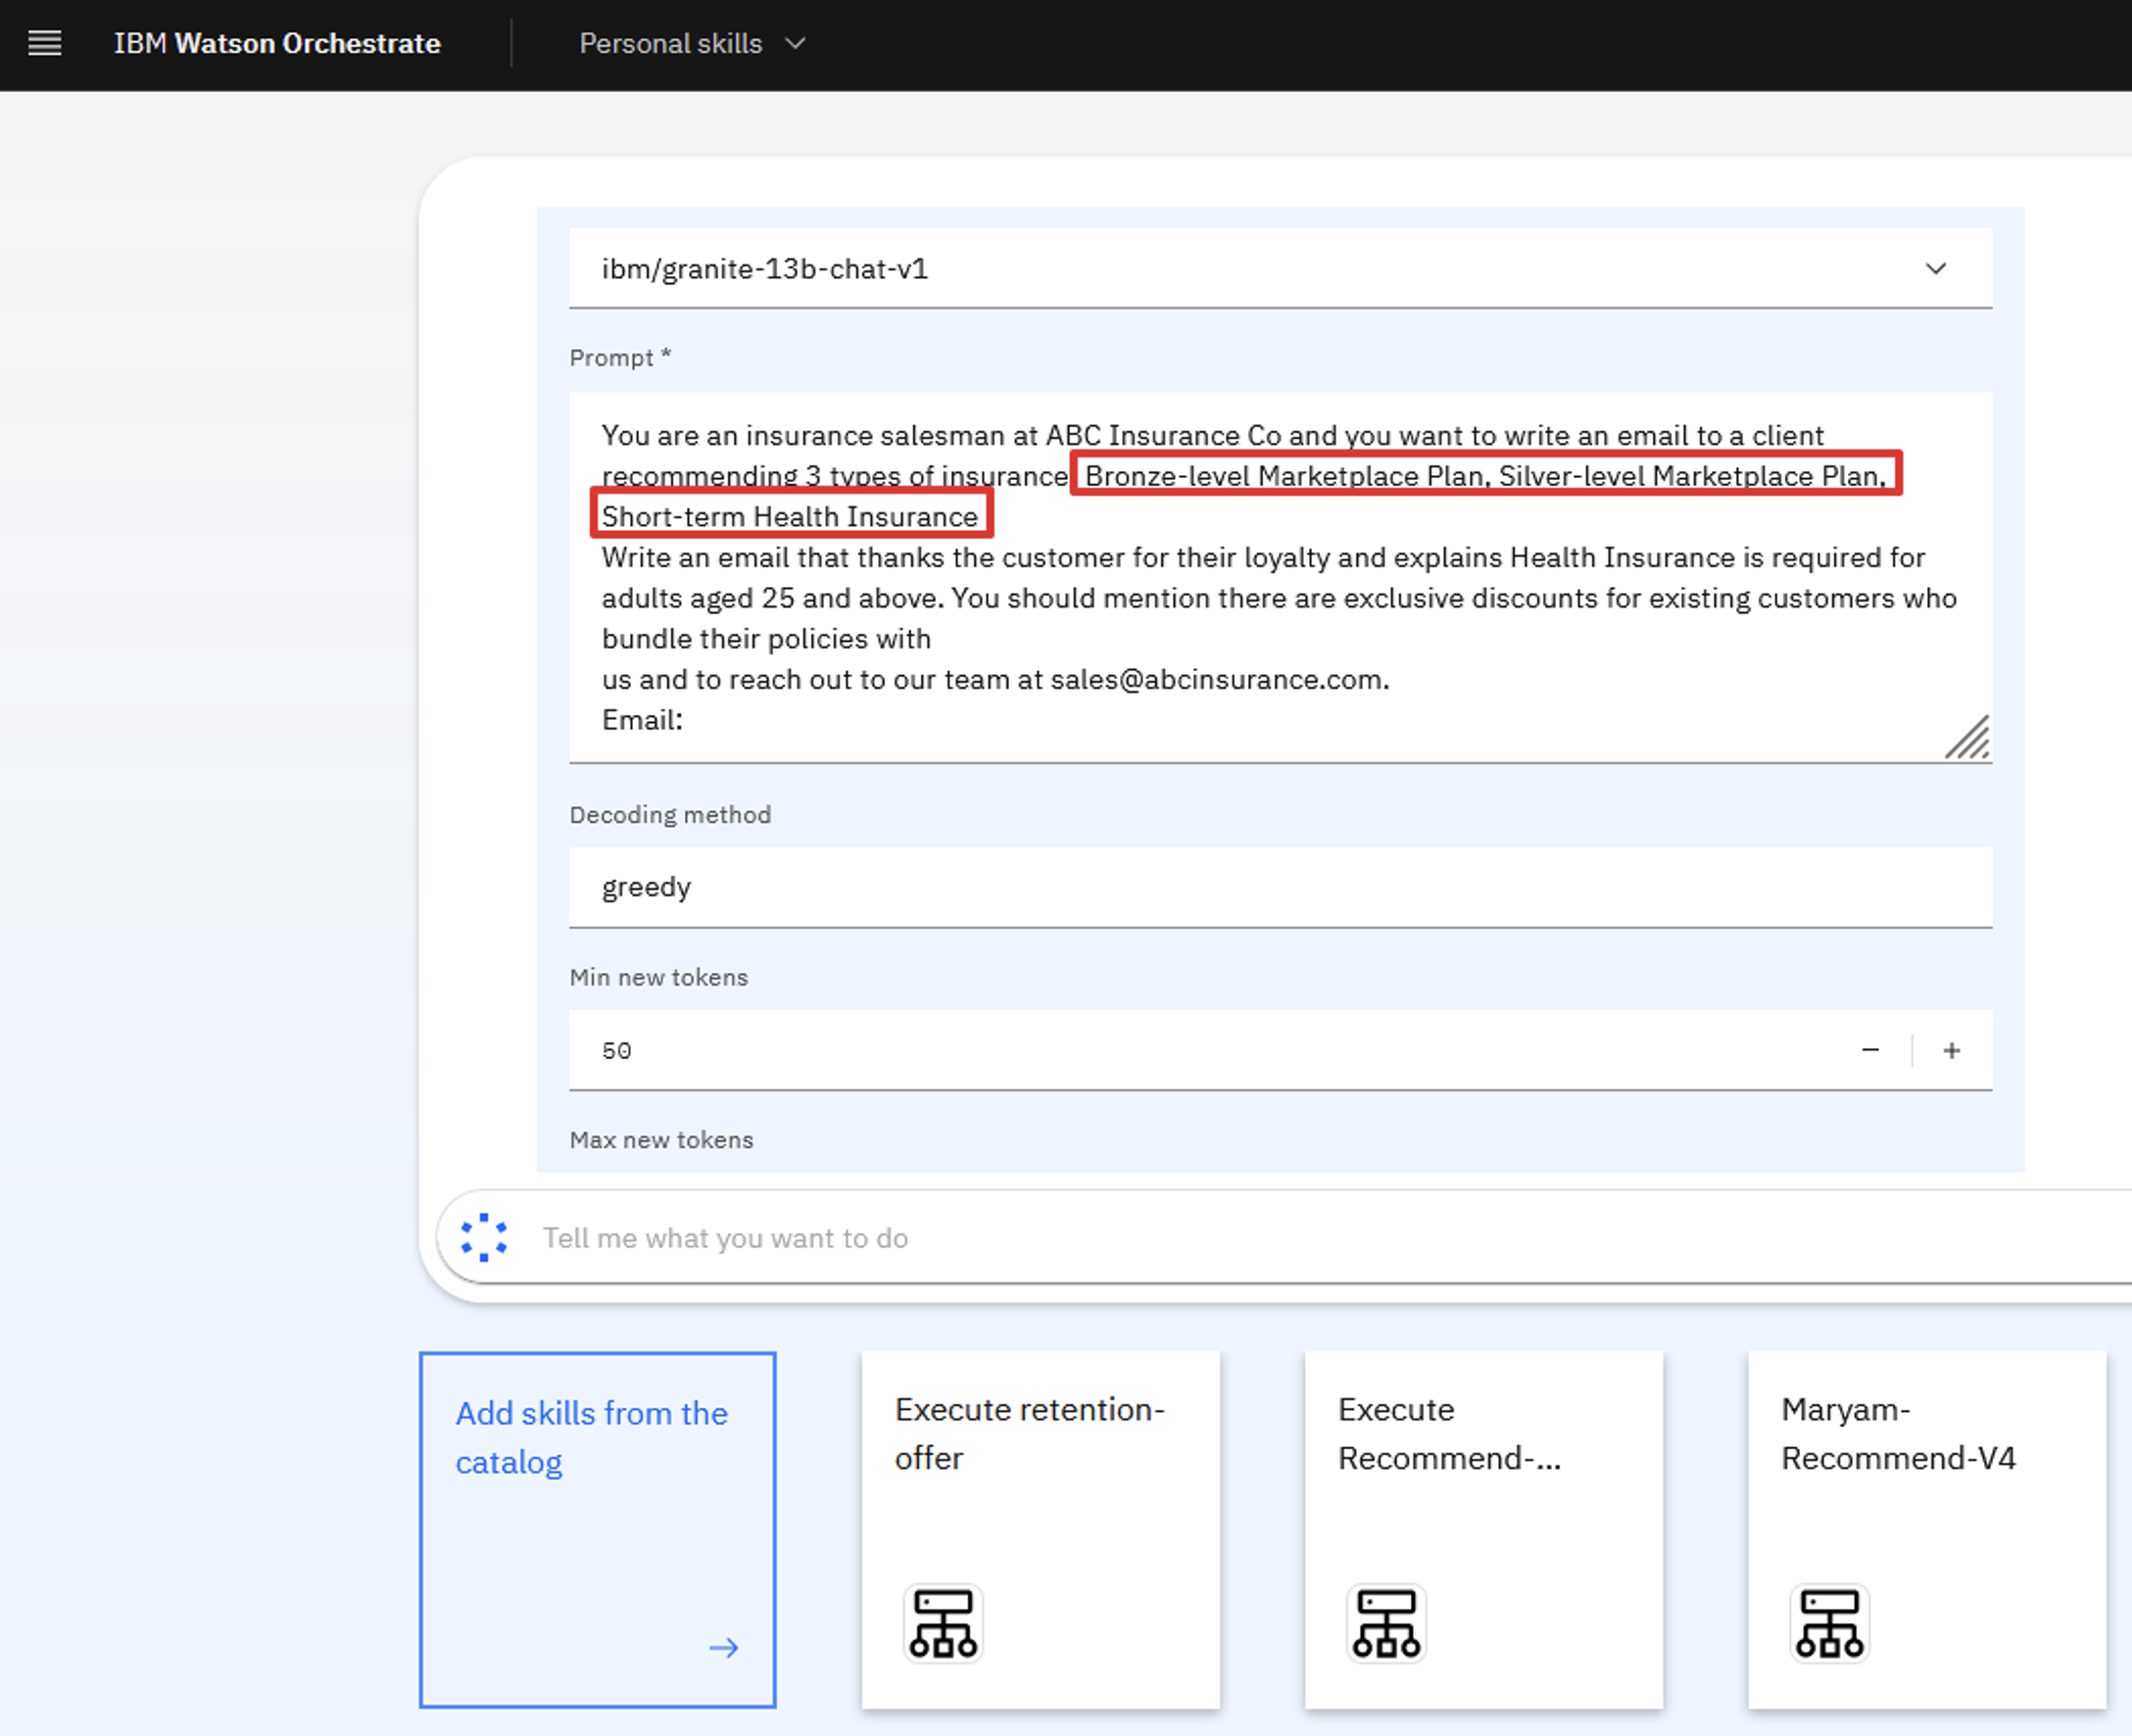 IBM Watson Orchestrate
Personal skills
ibm/granite-13b-chat-v1
Prompt *
You are an insurance salesman at ABC Insurance Co and you want to write an email to a client
recommending 3 types of insurance Bronze-level Marketplace Plan, Silver-level Marketplace Plan,
Short-term Health Insurance
Write an email that thanks the customer for their loyalty and explains Health Insurance is required for
adults aged 25 and above. You should mention there are exclusive discounts for existing customers who
bundle their policies with
us and to reach out to our team at sales@abcinsurance.com.
Email:
Decoding method
greedy
Min new tokens
50
Max new tokens
Tell me what you want to do
Add skills from the
catalog
Execute retention-
offer
Execute
Recommend-...
Maryam-
Recommend-V4